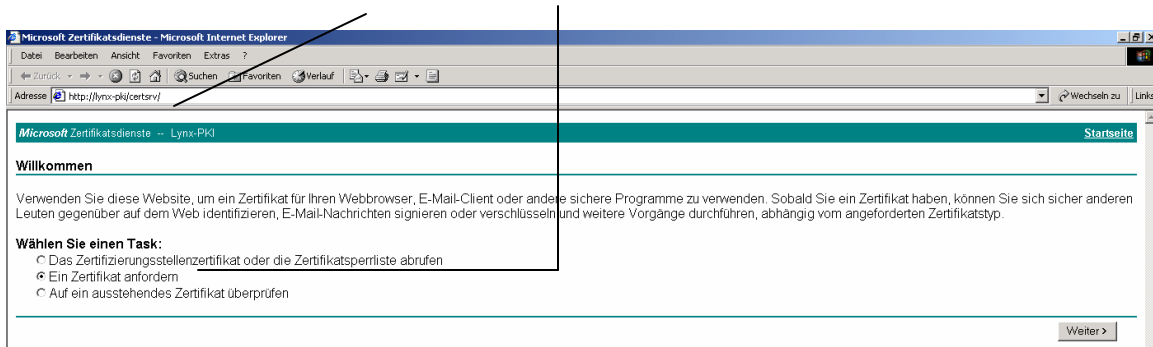 Microsoft Zertifikatsdienste - Microsoft Internet Explorer
Datei Bearbeiten Ansicht Favoriten Extras ?
Zurück Suchen Favoriten Verlauf
Adresse http://lynx-pki/certsrv/ Wechseln zu Links
Microsoft Zertifikatsdienste -- Lynx-PKI Startseite
Willkommen
Verwenden Sie diese Website, um ein Zertifikat für Ihren Webbrowser, E-Mail-Client oder andere sichere Programme zu verwenden. Sobald Sie ein Zertifikat haben, können Sie sich sicher anderen
Leuten gegenüber auf dem Web identifizieren, E-Mail-Nachrichten signieren oder verschlüsseln und weitere Vorgänge durchführen, abhängig vom angeforderten Zertifikatstyp.
Wählen Sie einen Task:
Das Zertifizierungsstellenzertifikat oder die Zertifikatsperrliste abrufen
Ein Zertifikat anfordern
Auf ein ausstehendes Zertifikat überprüfen
Weiter >